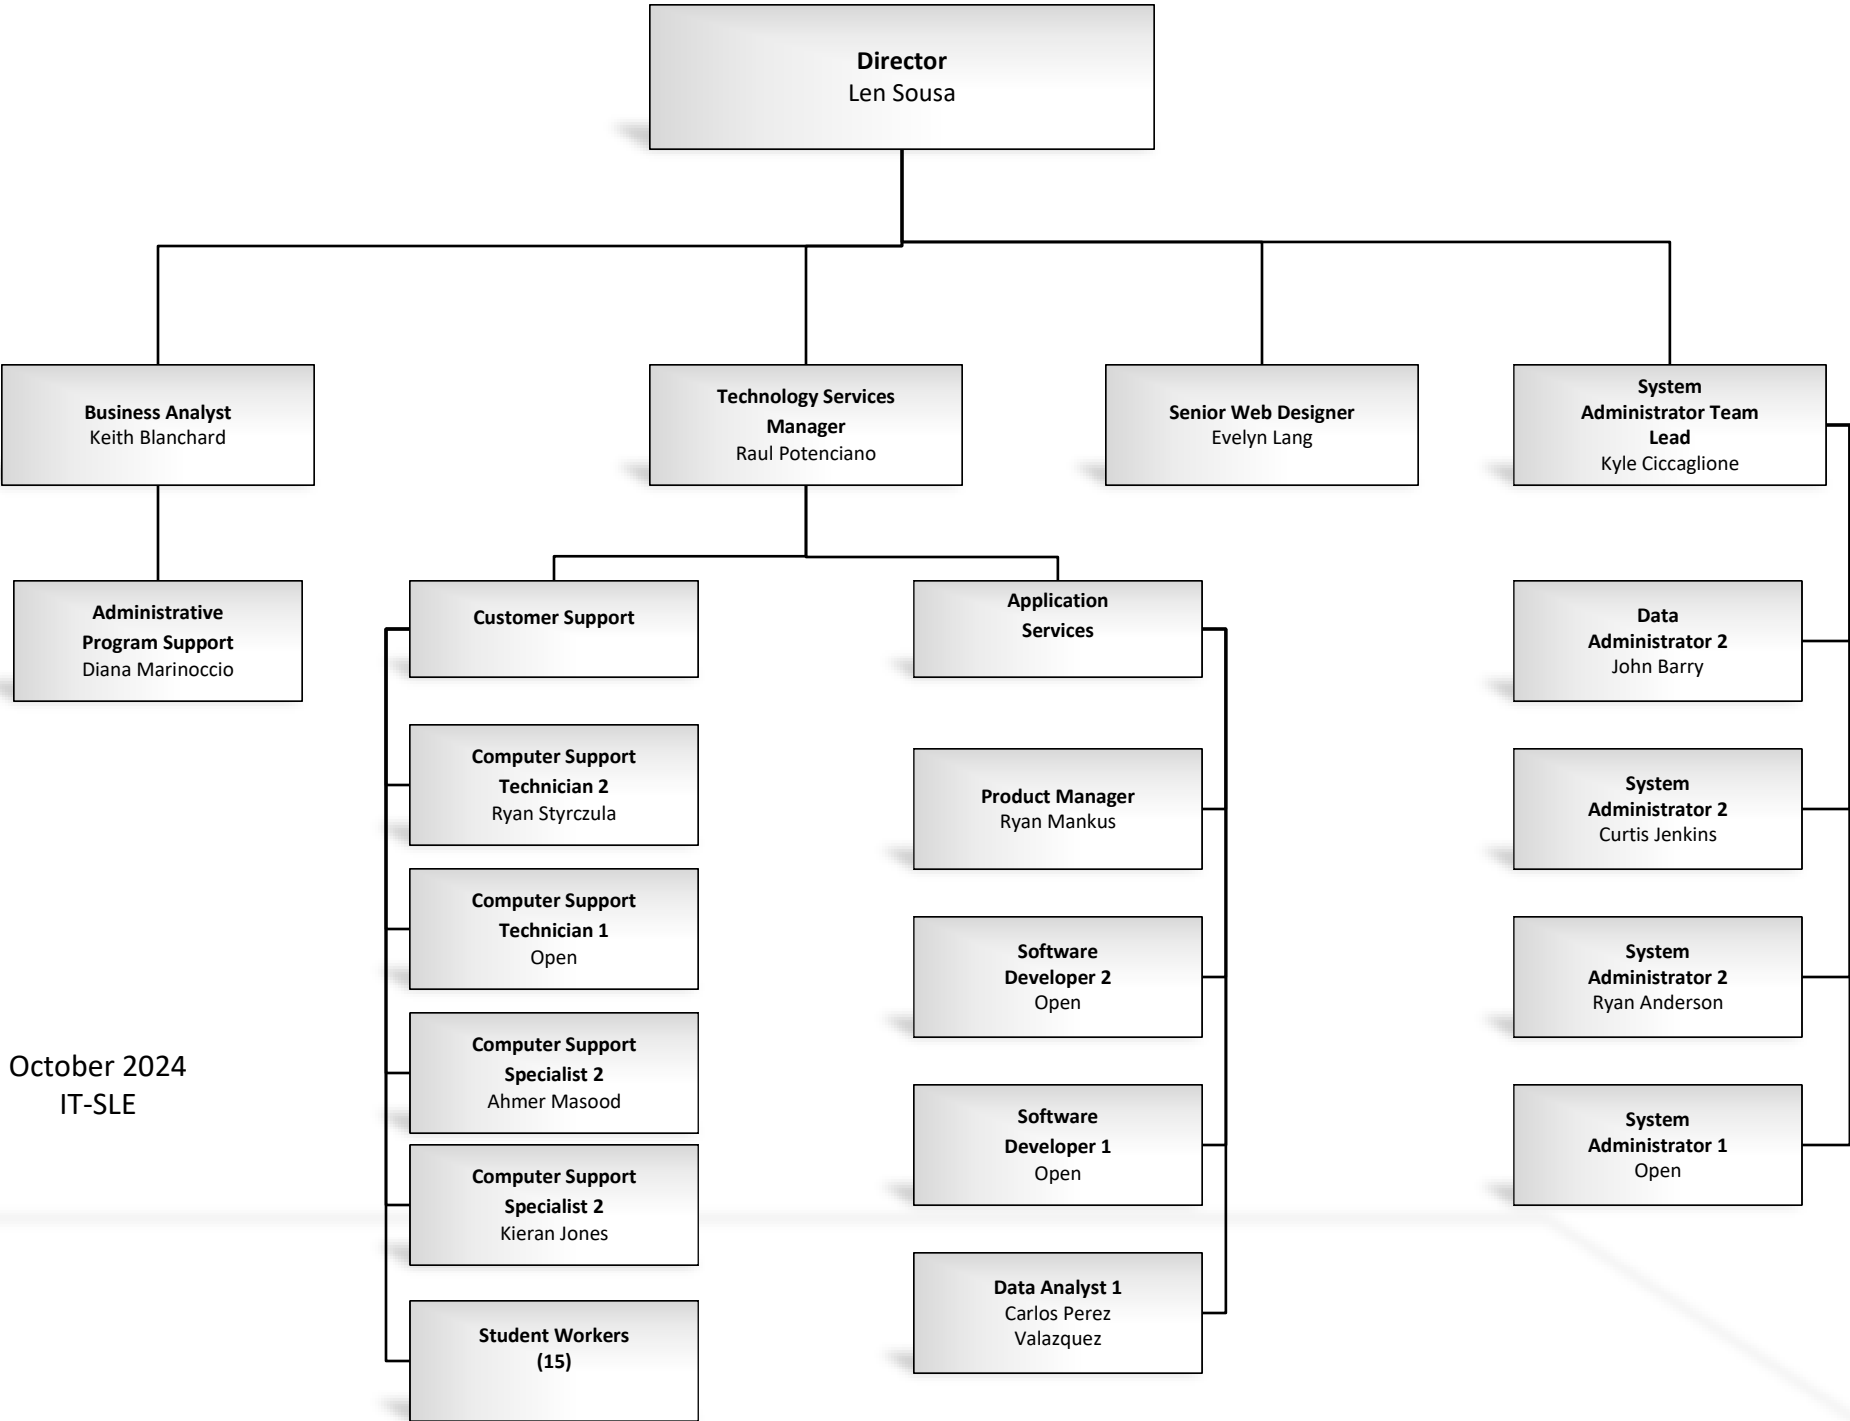 Director
Len Sousa
Business Analyst
Keith Blanchard
Technology Services
Manager
Raul Potenciano
Senior Web Designer
Evelyn Lang
System
Administrator Team
Lead
Kyle Ciccaglione
Administrative
Program Support
Diana Marinoccio
Customer Support
Application
Services
Data
Administrator 2
John Barry
Computer Support
Technician 2
Ryan Styrczula
Product Manager
Ryan Mankus
System
Administrator 2
Curtis Jenkins
Computer Support
Technician 1
Open
Software
Developer 2
Open
System
Administrator 2
Ryan Anderson
Computer Support
Specialist 2
Ahmer Masood
October 2024
IT-SLE
Software
Developer 1
Open
System
Administrator 1
Open
Computer Support
Specialist 2
Kieran Jones
Data Analyst 1
Carlos Perez
Valazquez
Student Workers
(15)